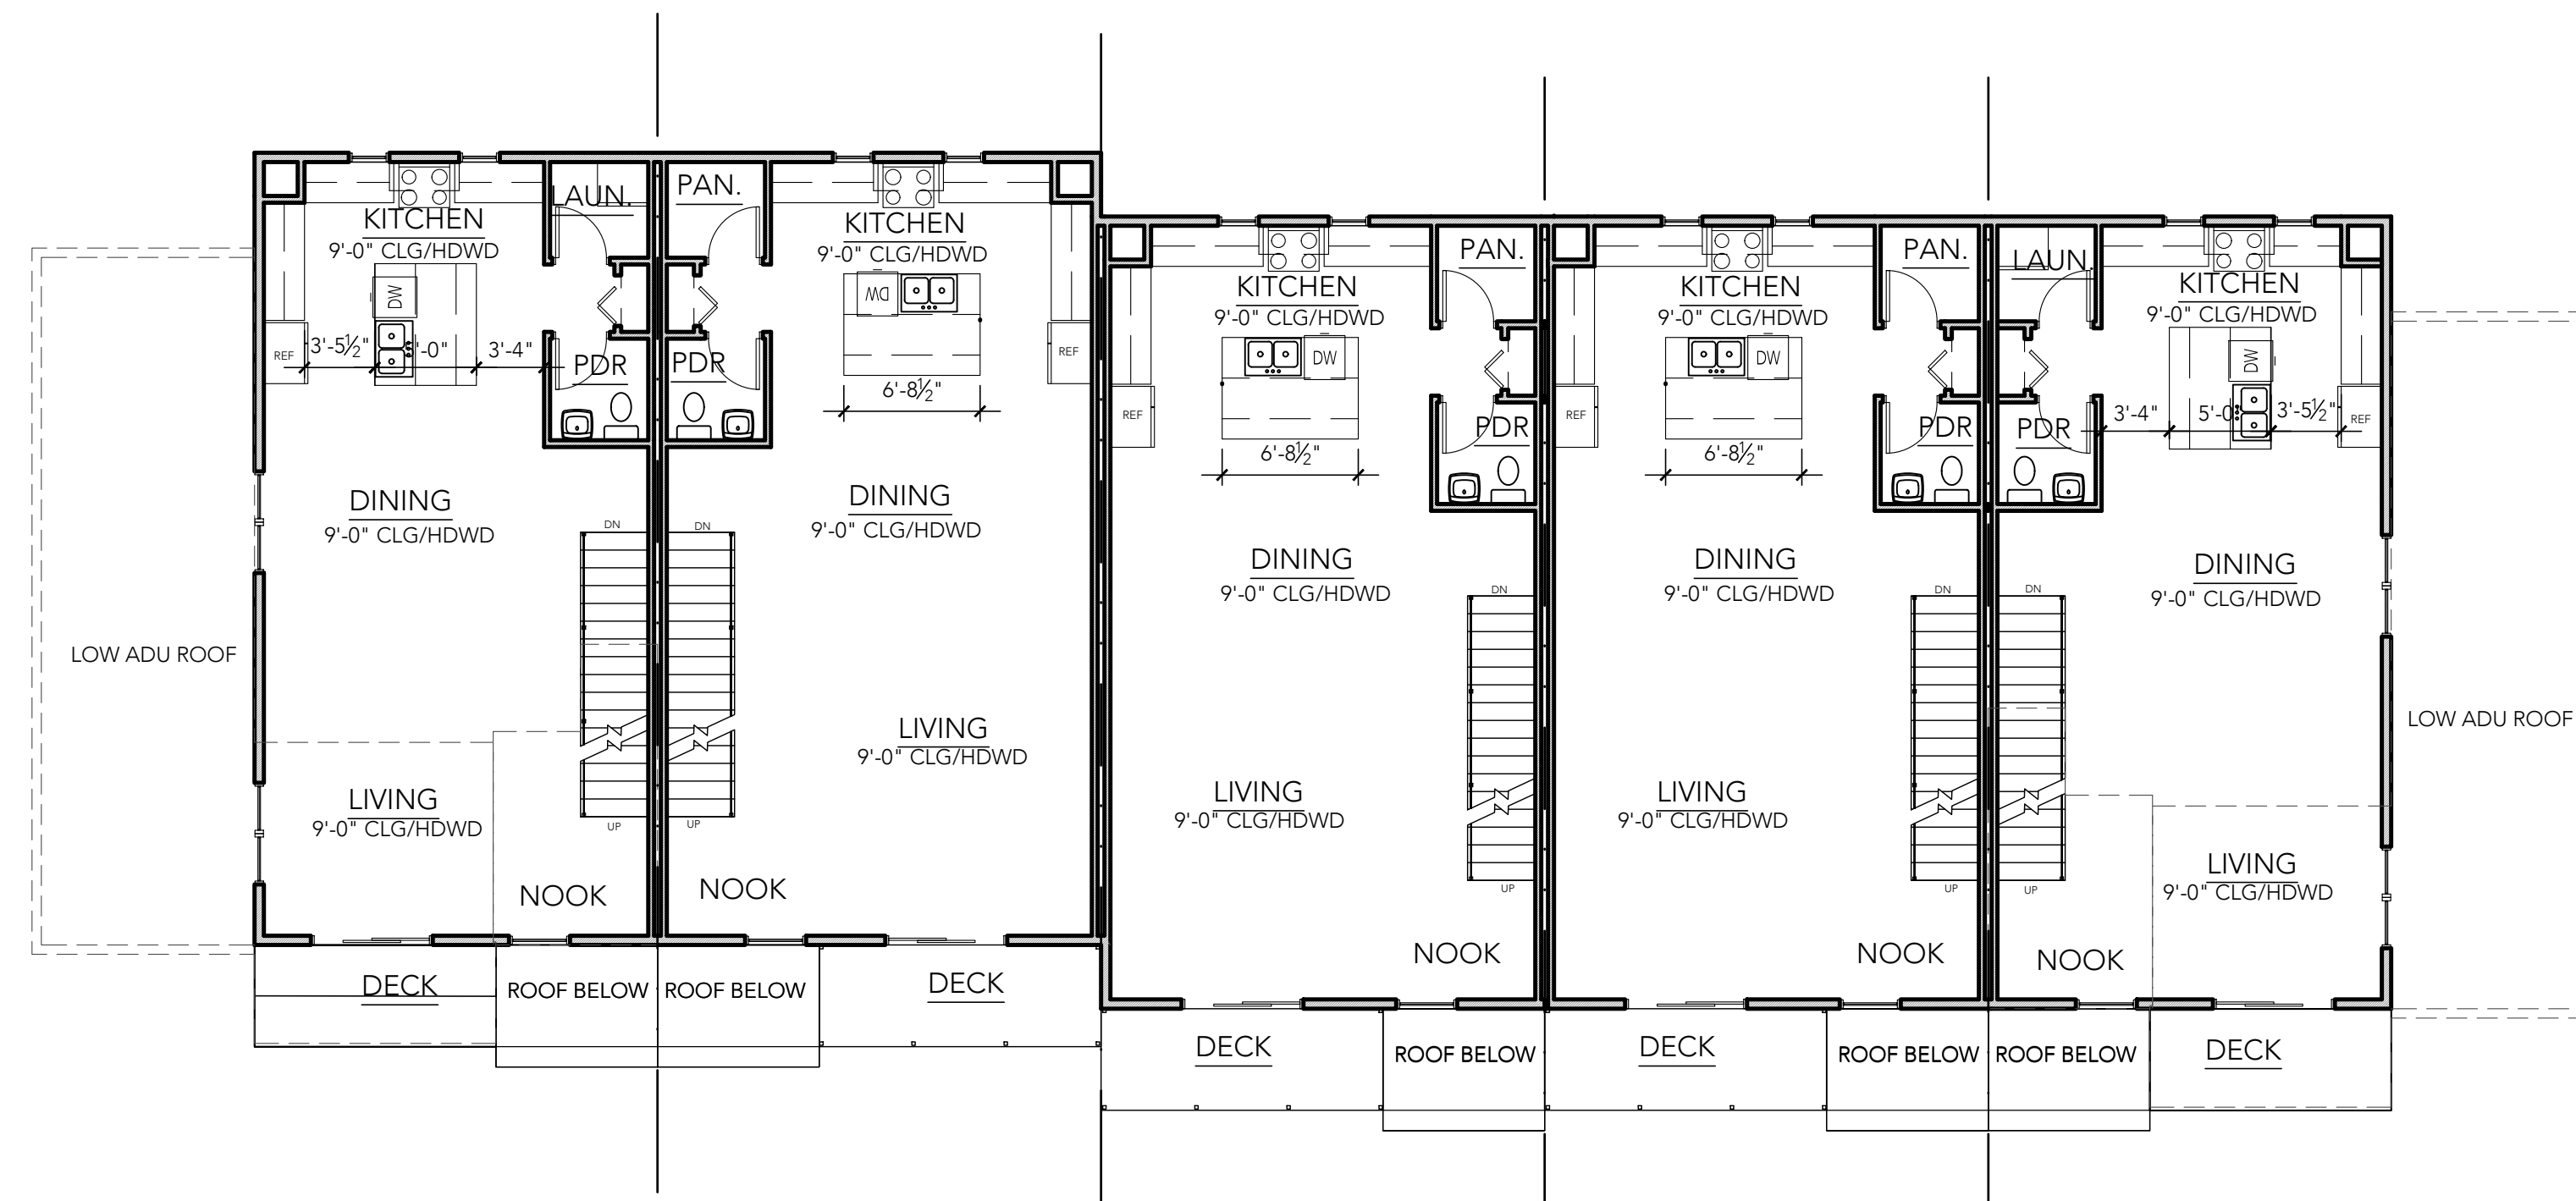 LAUN.
KITCHEN
9'-0" CLG/HDWD
DW
REF
3'-5½"
'-0"
3'-4"
PDR
DINING
9'-0" CLG/HDWD
DN
UP
LIVING
9'-0" CLG/HDWD
NOOK
LOW ADU ROOF
DECK
ROOF BELOW
PAN.
KITCHEN
9'-0" CLG/HDWD
DW
REF
PDR
6'-8½"
DINING
9'-0" CLG/HDWD
DN
UP
LIVING
9'-0" CLG/HDWD
NOOK
ROOF BELOW
DECK
PAN.
KITCHEN
9'-0" CLG/HDWD
DW
REF
PDR
6'-8½"
DINING
9'-0" CLG/HDWD
DN
UP
LIVING
9'-0" CLG/HDWD
NOOK
DECK
ROOF BELOW
PAN.
KITCHEN
9'-0" CLG/HDWD
DW
REF
PDR
6'-8½"
DINING
9'-0" CLG/HDWD
DN
UP
LIVING
9'-0" CLG/HDWD
NOOK
DECK
ROOF BELOW
LAUN.
KITCHEN
9'-0" CLG/HDWD
DW
3'-4"
5'-0
3'-5½"
REF
PDR
DINING
9'-0" CLG/HDWD
DN
UP
LIVING
9'-0" CLG/HDWD
NOOK
LOW ADU ROOF
ROOF BELOW
DECK